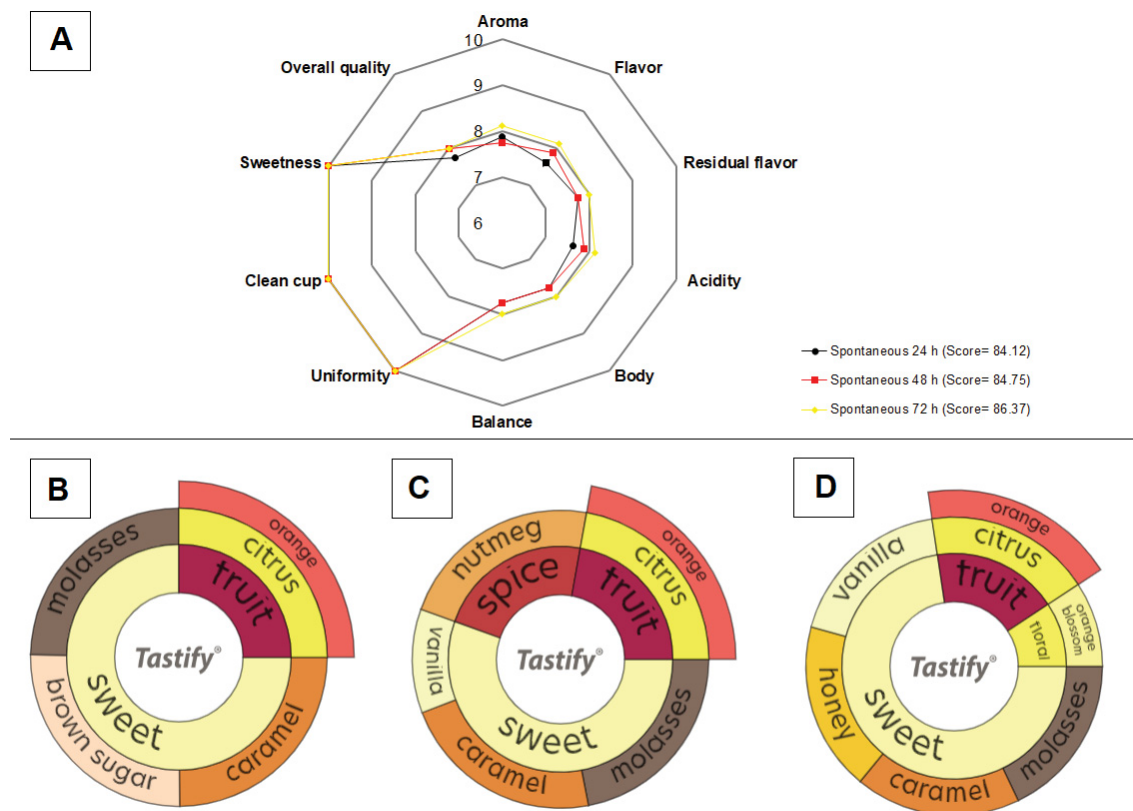 A
Aroma
10
Overall quality
Flavor
9
8
Sweetness
Residual flavor
7
6
Clean cup
Acidity
Uniformity
Body
Balance
Spontaneous 24 h (Score= 84.12)
Spontaneous 48 h (Score= 84.75)
Spontaneous 72 h (Score= 86.37)
B
molasses
orange
citrus
fruit
Tastify®
sweet
brown sugar
caramel
C
nutmeg
orange
citrus
spice
fruit
vanilla
Tastify®
sweet
caramel
molasses
D
orange
citrus
vanilla
fruit
floral
orange
blossom
Tastify®
honey
sweet
molasses
caramel